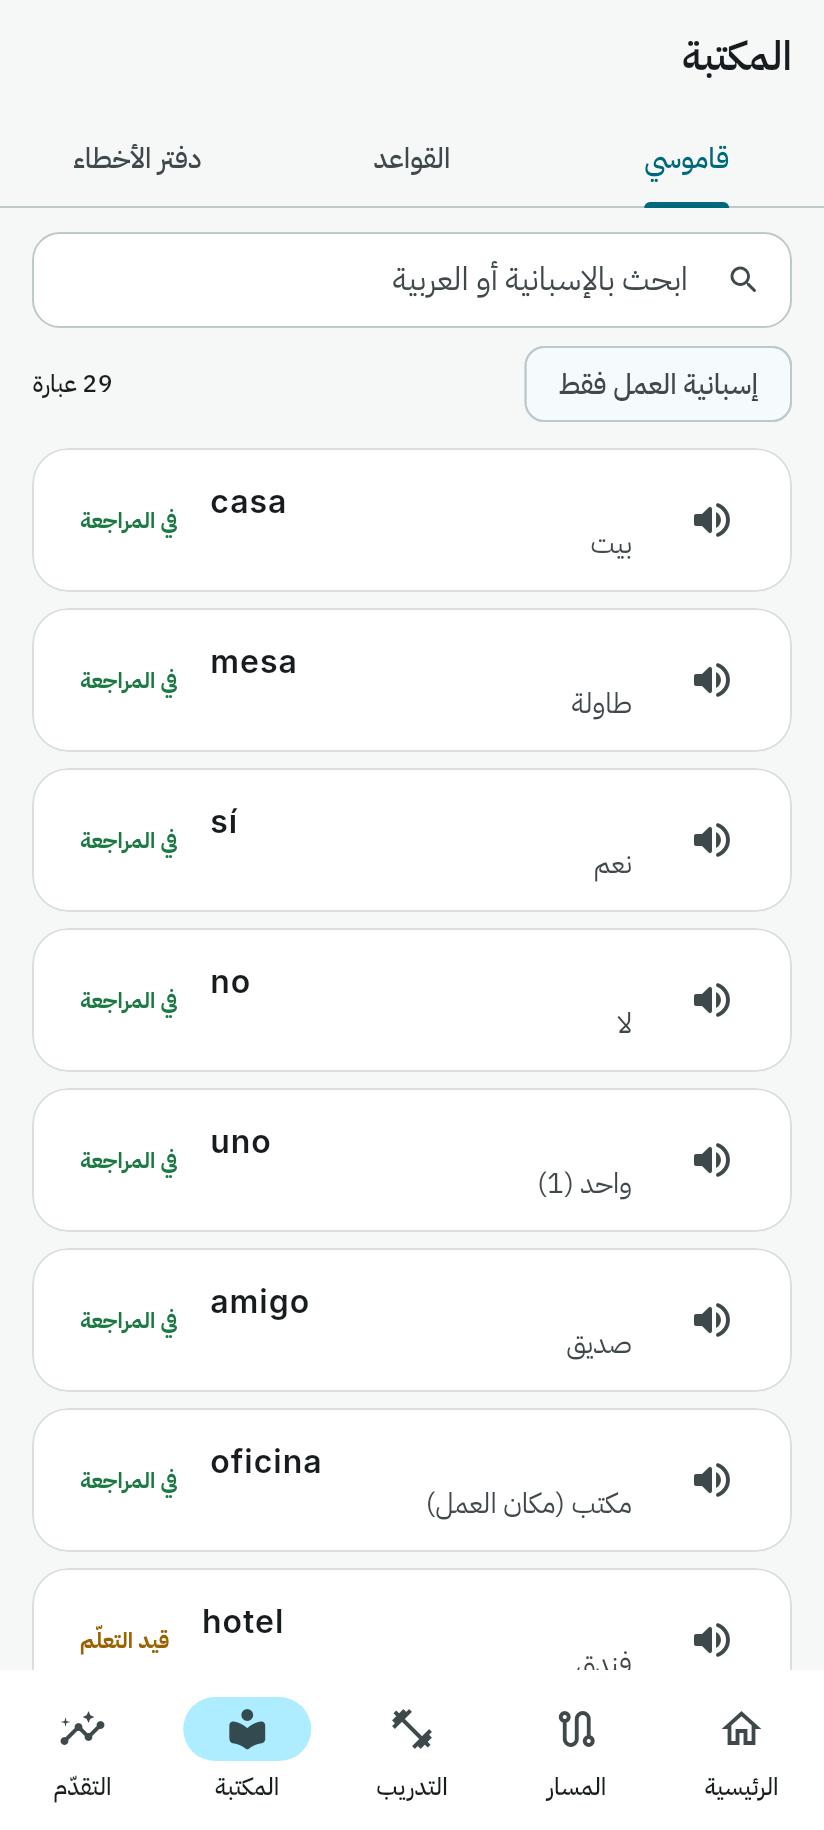 المكتبة
قاموسي
القواعد
دفتر الأخطاء
ابحث بالإسبانية أو العربية
إسبانية العمل فقط
29 عبارة
casa
بيت
في المراجعة
mesa
طاولة
في المراجعة
sí
نعم
في المراجعة
no
لا
في المراجعة
uno
واحد (1)
في المراجعة
amigo
صديق
في المراجعة
oficina
مكتب (مكان العمل)
في المراجعة
hotel
فندق
قيد التعلّم
الرئيسية
المسار
التدريب
المكتبة
التقدّم